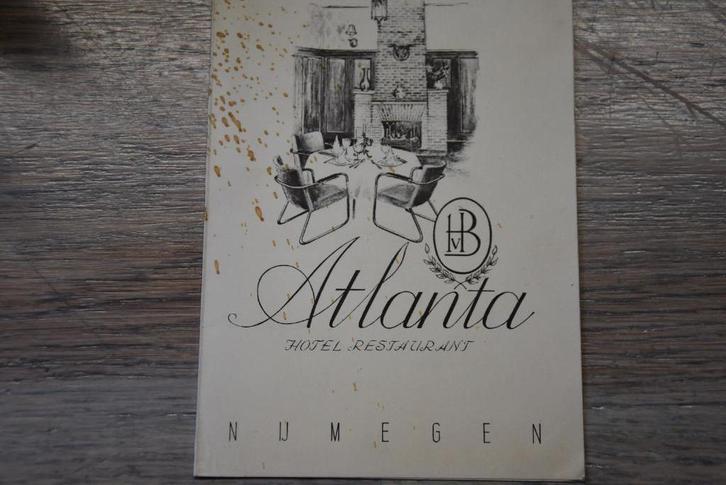 HvB
Atlanta
HOTEL RESTAURANT
NIJMEGEN